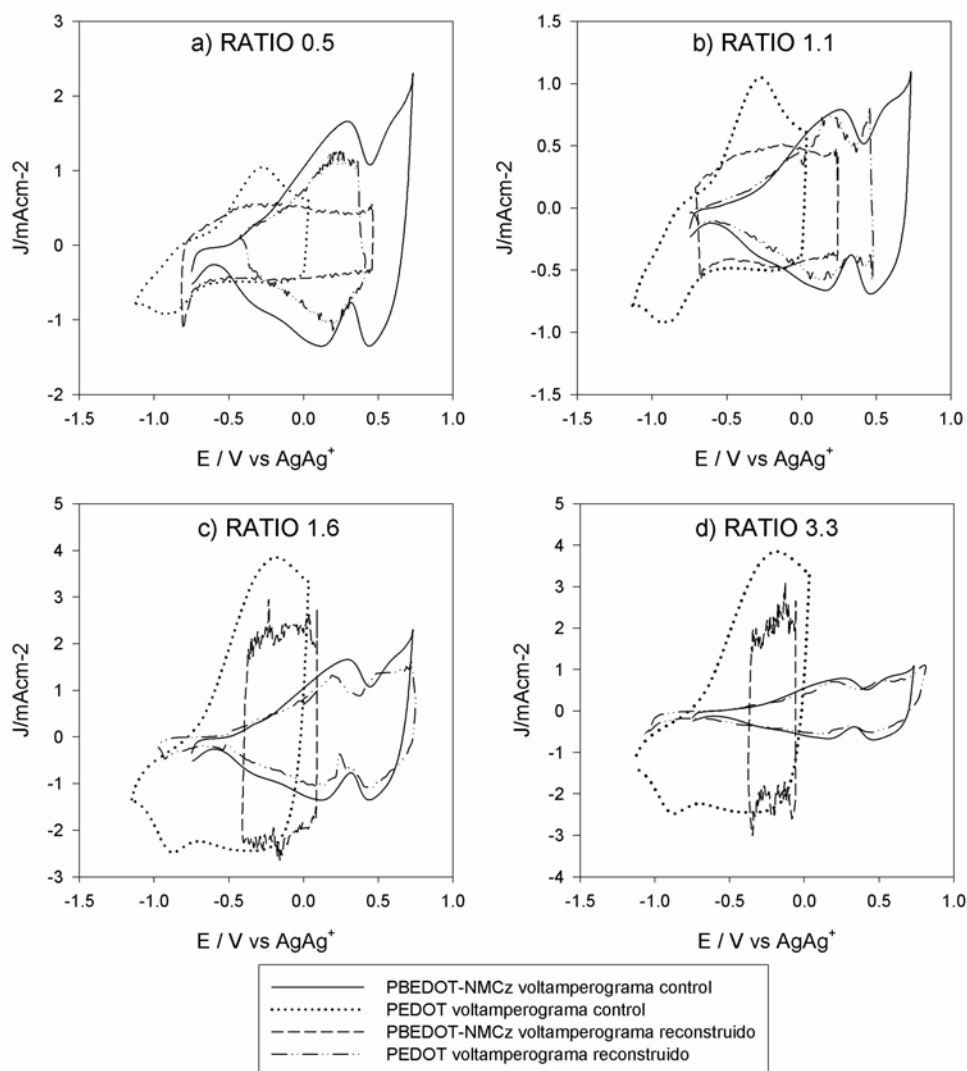 a) RATIO 0.5
3
2
1
0
-1
-2
J/mAcm-2
-1.5 -1.0 -0.5 0.0 0.5 1.0
E / V vs AgAg+
b) RATIO 1.1
1.5
1.0
0.5
0.0
-0.5
-1.0
-1.5
J/mAcm-2
-1.5 -1.0 -0.5 0.0 0.5 1.0
E / V vs AgAg+
c) RATIO 1.6
5
4
3
2
1
0
-1
-2
-3
J/mAcm-2
-1.5 -1.0 -0.5 0.0 0.5 1.0
E / V vs AgAg+
d) RATIO 3.3
5
4
3
2
1
0
-1
-2
-3
-4
J/mAcm-2
-1.5 -1.0 -0.5 0.0 0.5 1.0
E / V vs AgAg+
PBEDOT-NMCz voltamperograma control
PEDOT voltamperograma control
PBEDOT-NMCz voltamperograma reconstruido
PEDOT voltamperograma reconstruido